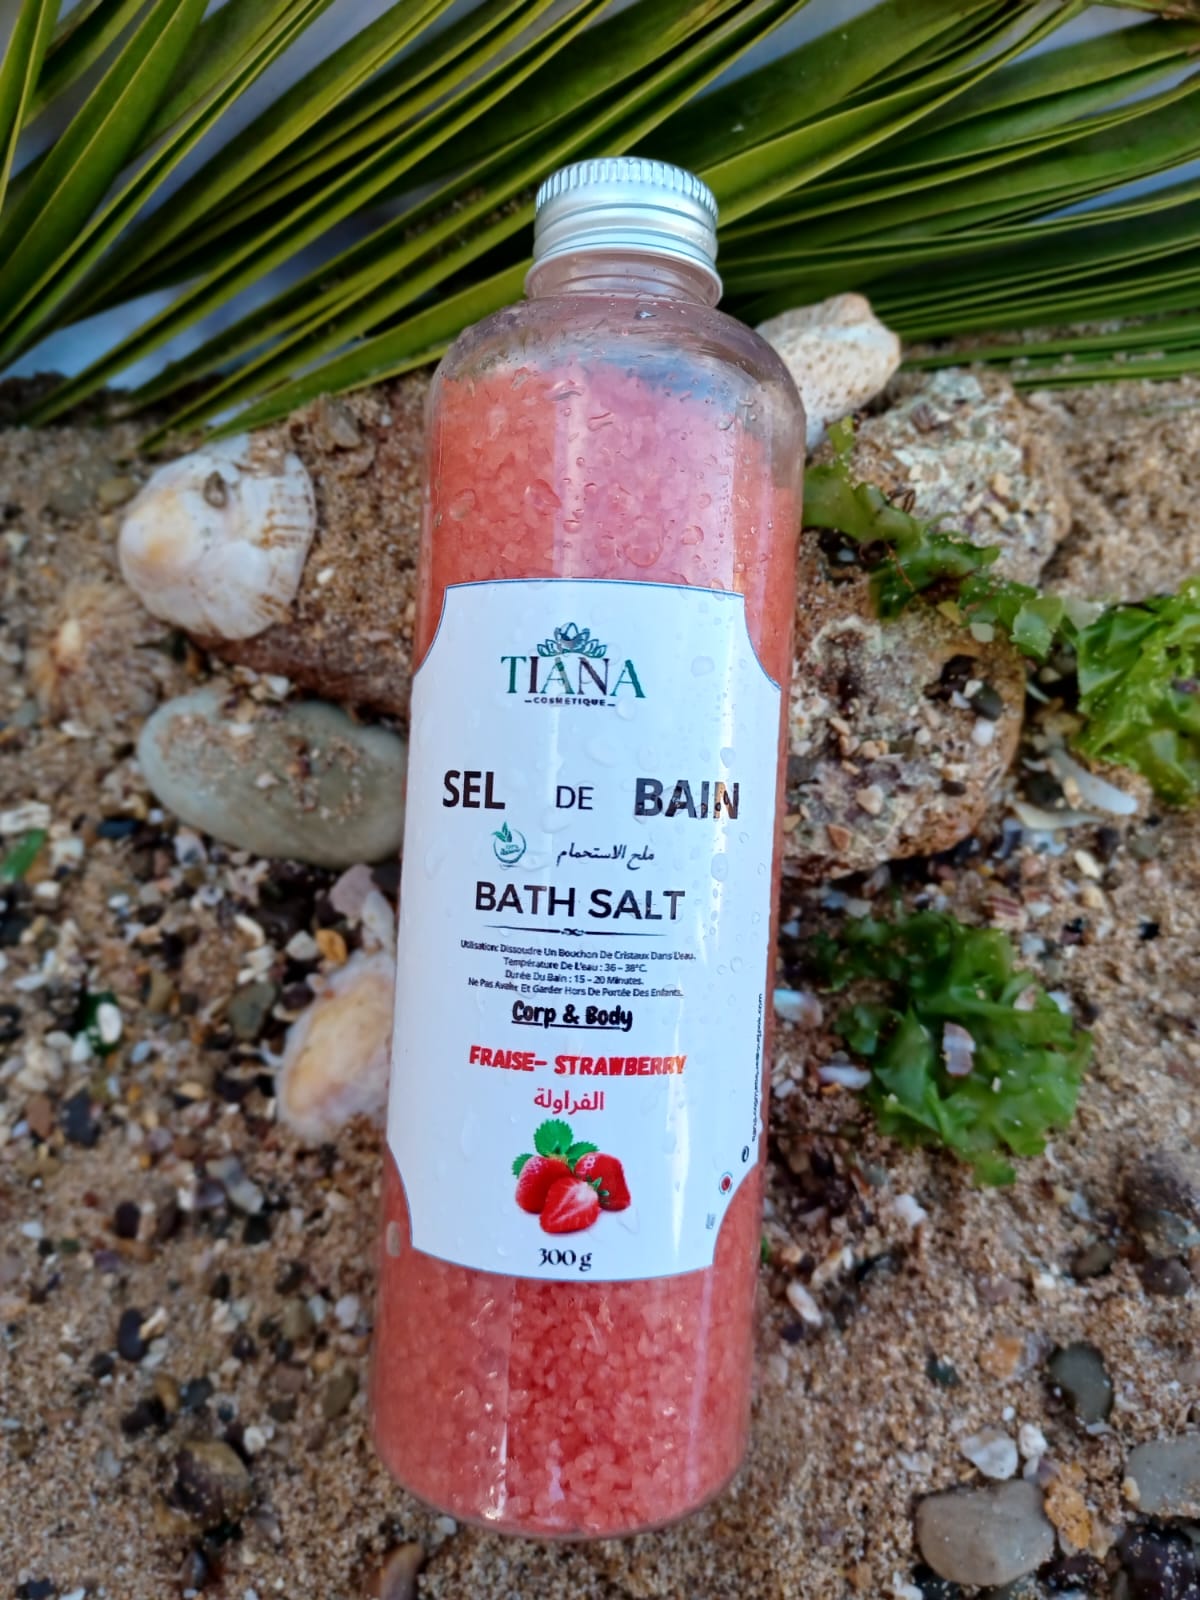 TIANA
COSMETIQUE
SEL DE BAIN
100%
ملح الاستحمام
BATH SALT
Utilisation: Dissoudre Un Bouchon De Cristaux Dans L'eau.
Température De L'eau : 36 – 38°C.
Durée Du Bain : 15 – 20 Minutes.
Ne Pas Avaler Et Garder Hors De Portée Des Enfants.
Corp & Body
FRAISE- STRAWBERRY
الفراولة
300 g